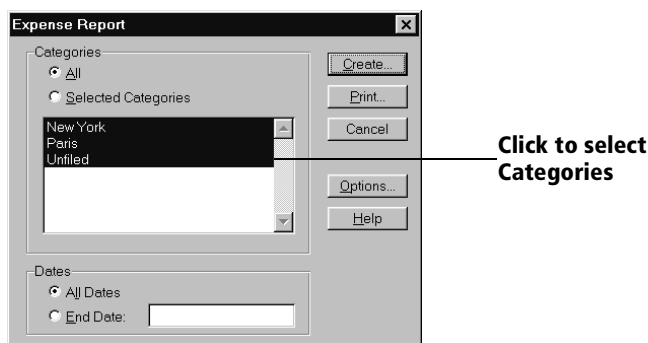 Expense Report
Categories
All
Selected Categories
New York
Paris
Unfiled
Create...
Print...
Cancel
Options...
Help
Click to select
Categories
Dates
All Dates
End Date: